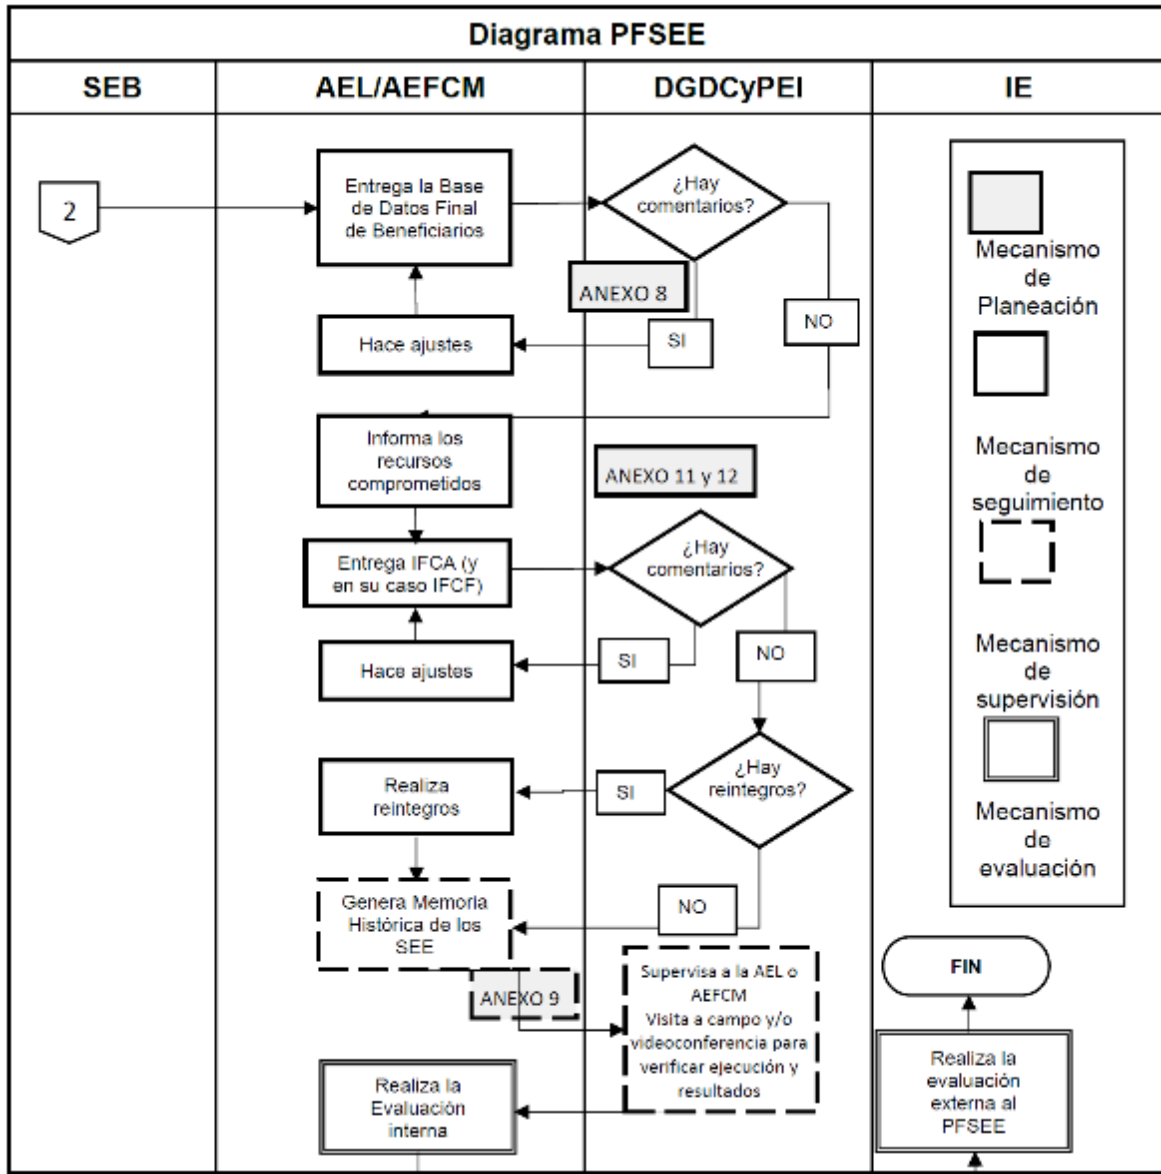 Diagrama PFSEE
SEB
AEL/AEFCM
DGDCyPEI
IE
2
Entrega la Base
de Datos Final
de Beneficiarios
¿Hay
comentarios?
ANEXO 8
SI
NO
Hace ajustes
Informa los
recursos
comprometidos
ANEXO 11 y 12
Entrega IFCA (y
en su caso IFCF)
¿Hay
comentarios?
SI
NO
Hace ajustes
¿Hay
reintegros?
SI
Realiza
reintegros
NO
Genera Memoria
Histórica de los
SEE
ANEXO 9
Supervisa a la AEL o
AEFCM
Visita a campo y/o
videoconferencia para
verificar ejecución y
resultados
Realiza la
Evaluación
interna
Mecanismo
de
Planeación
Mecanismo
de
seguimiento
Mecanismo
de
supervisión
Mecanismo
de
evaluación
FIN
Realiza la
evaluación
externa al
PFSEE